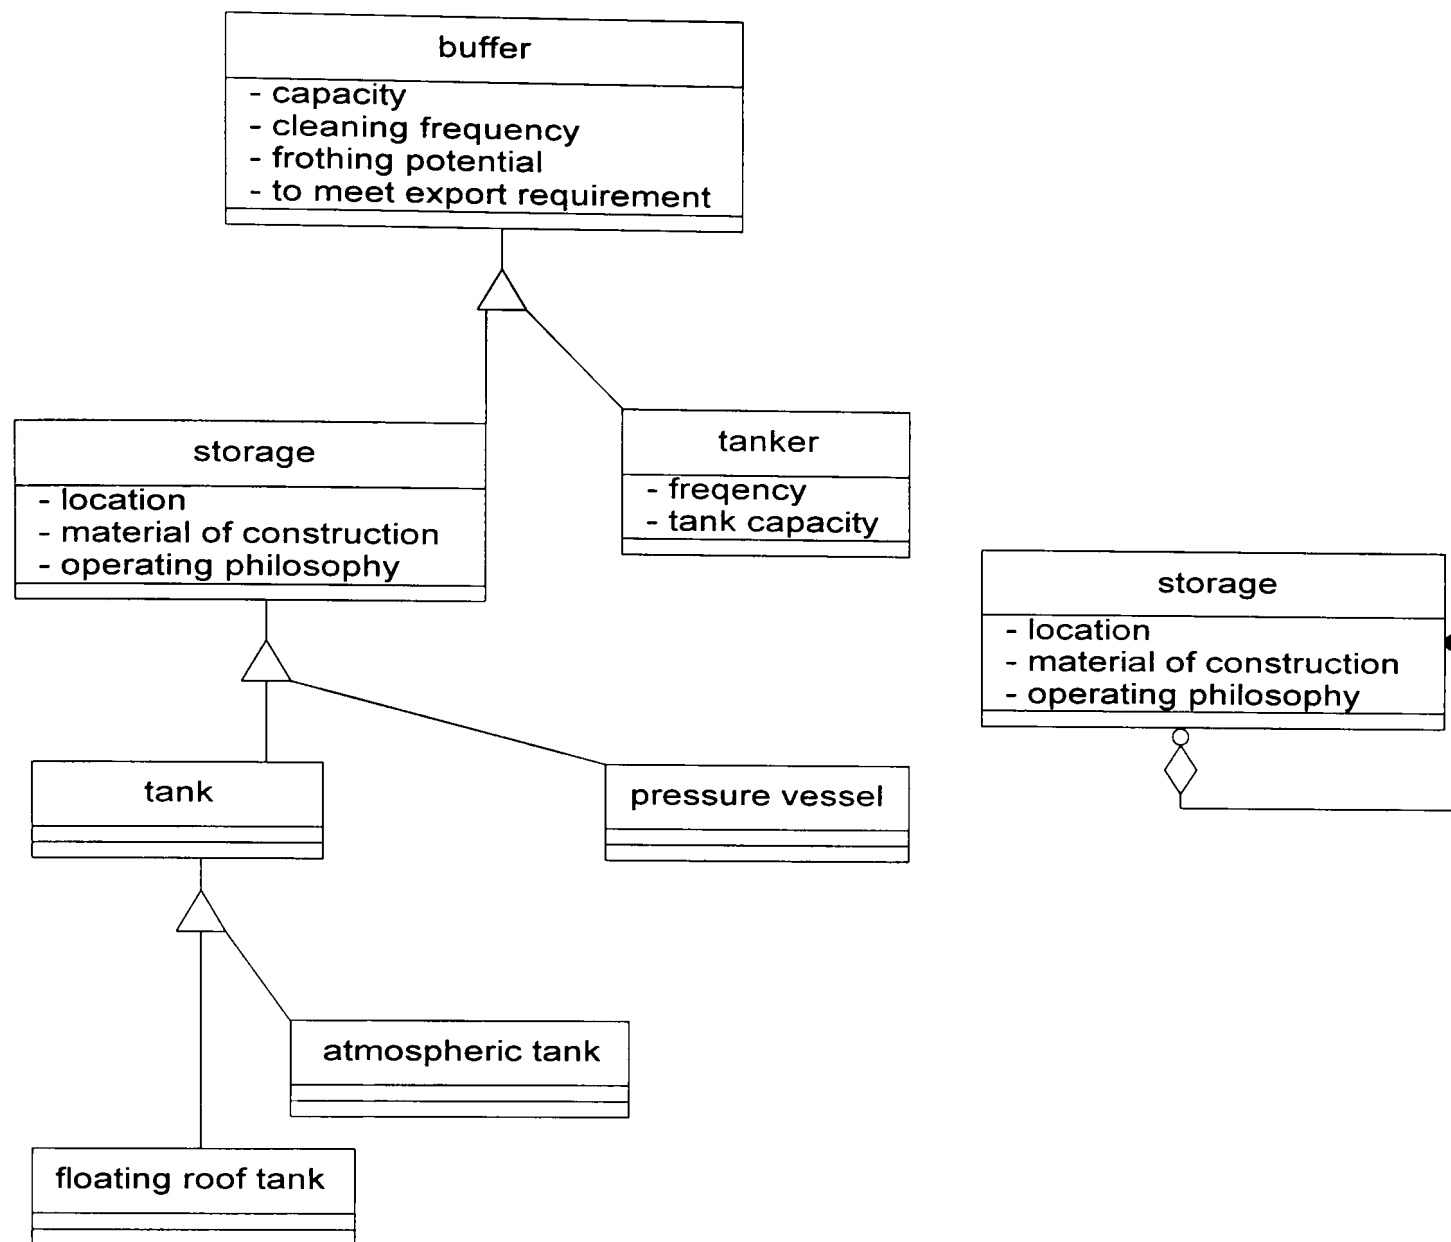 buffer
- capacity
- cleaning frequency
- frothing potential
- to meet export requirement
storage
- location
- material of construction
- operating philosophy
tanker
- freqency
- tank capacity
storage
- location
- material of construction
- operating philosophy
tank
pressure vessel
atmospheric tank
floating roof tank